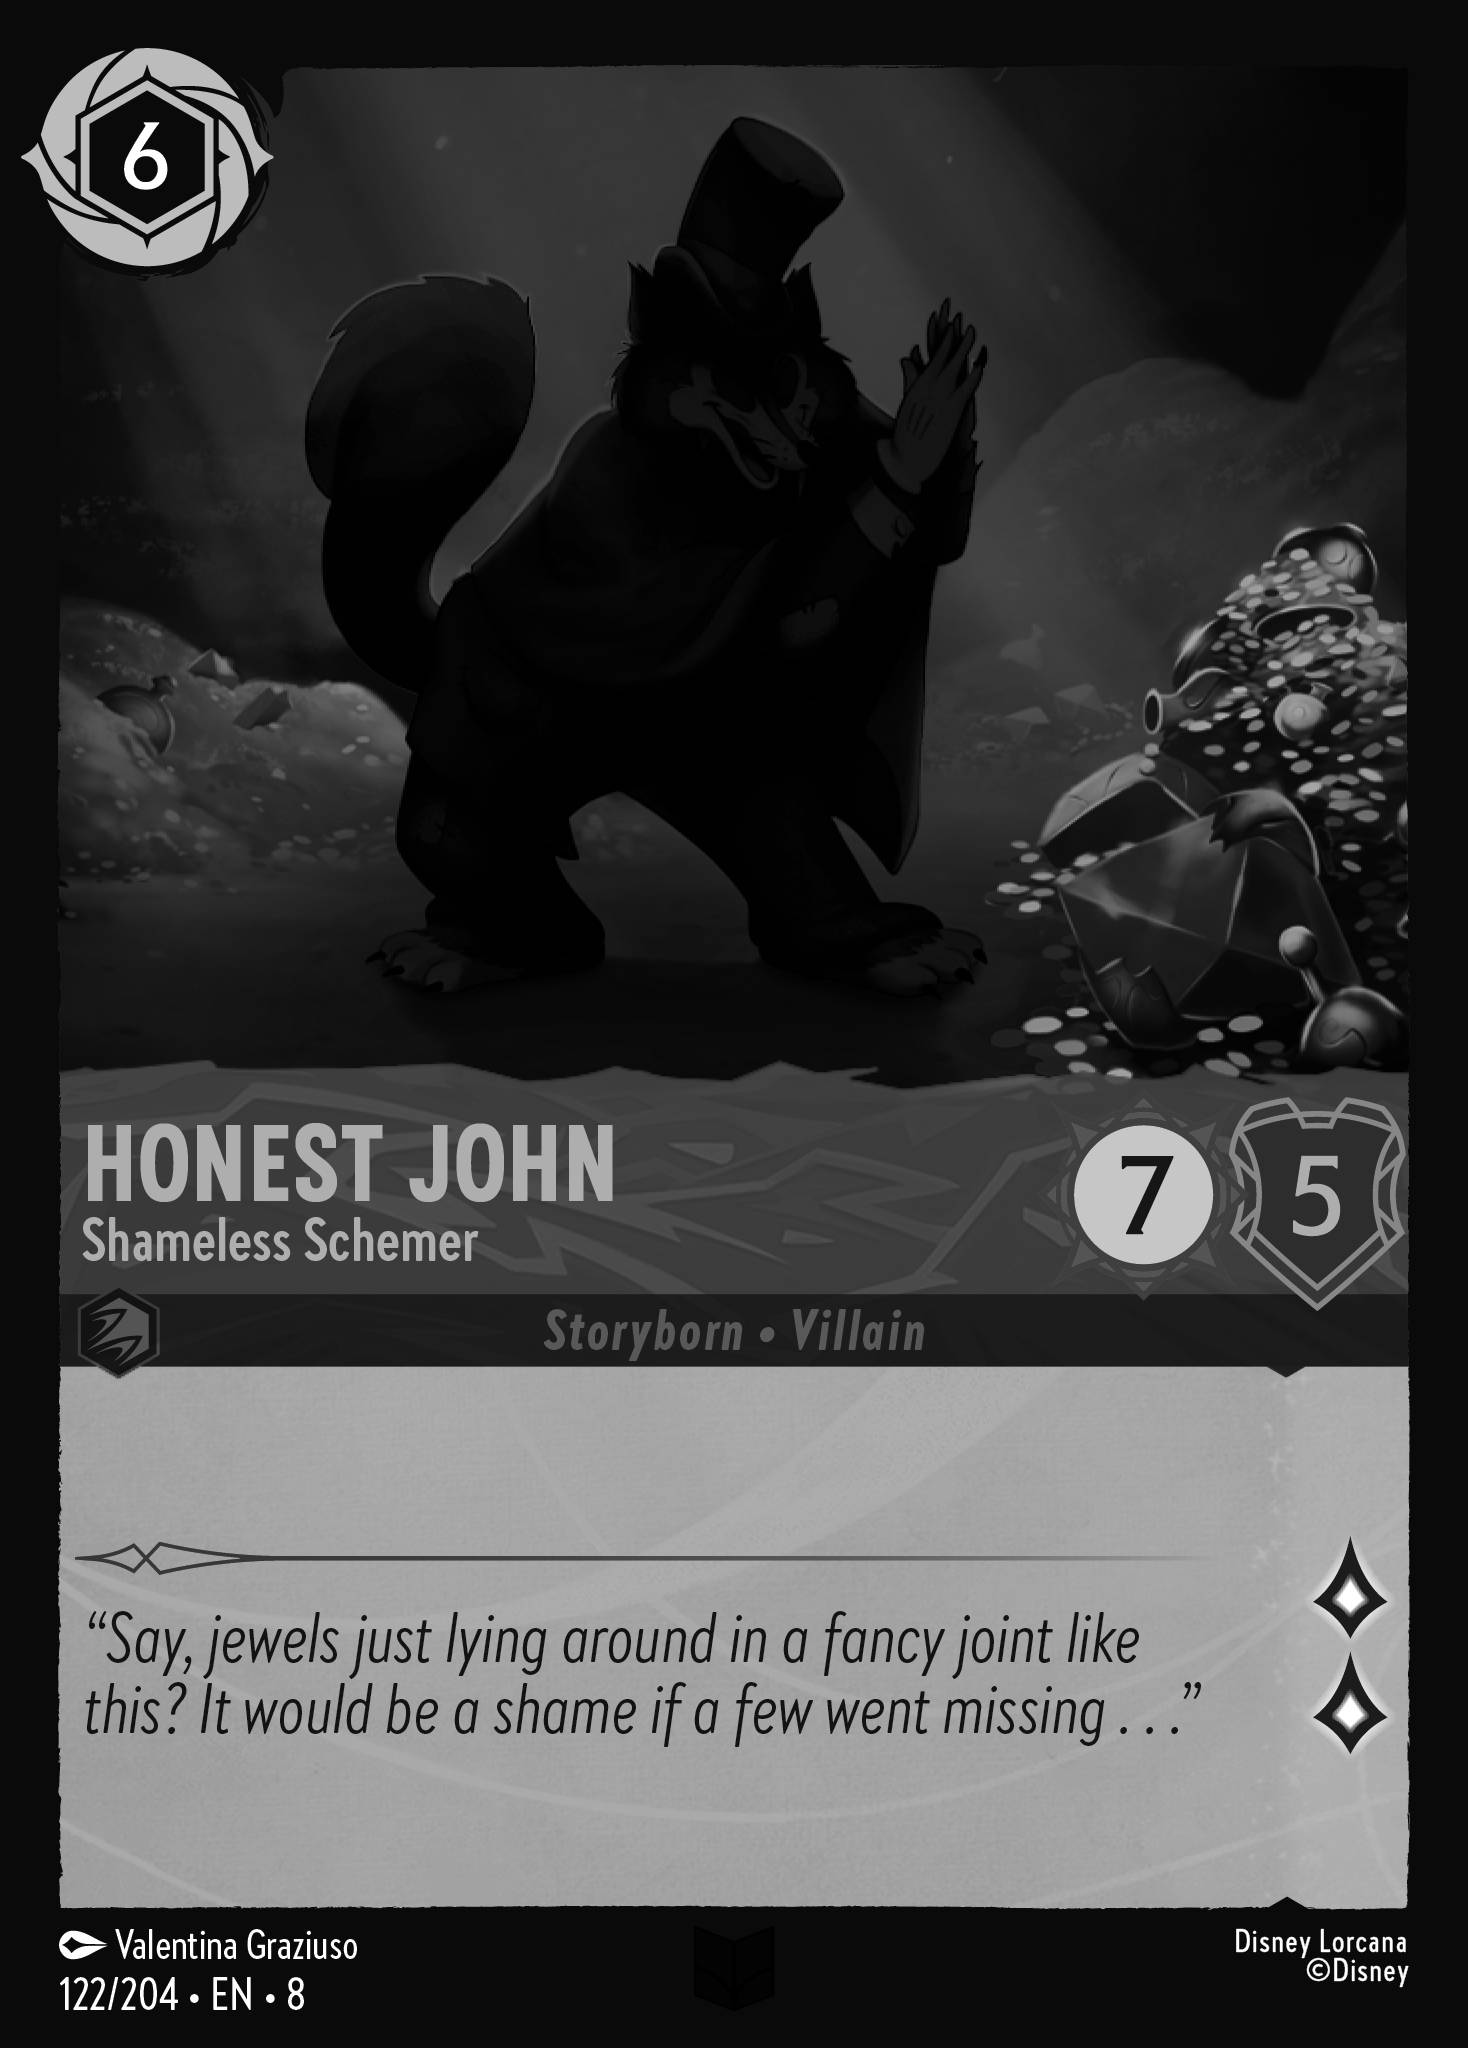 6
HONEST JOHN
Shameless Schemer
7
5
Storyborn • Villain
“Say, jewels just lying around in a fancy joint like
this? It would be a shame if a few went missing . . .”
Valentina Graziuso
122/204 • EN • 8
Disney Lorcana
©Disney